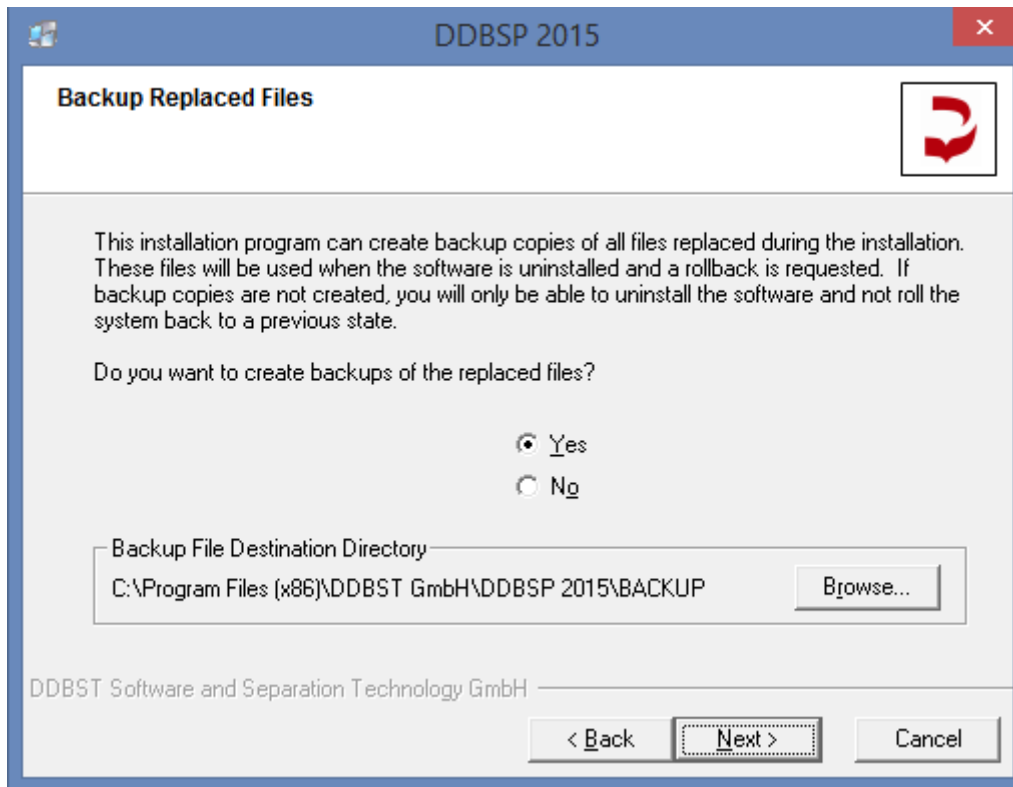 DDBSP 2015
Backup Replaced Files
This installation program can create backup copies of all files replaced during the installation.
These files will be used when the software is uninstalled and a rollback is requested.  If
backup copies are not created, you will only be able to uninstall the software and not roll the
system back to a previous state.
Do you want to create backups of the replaced files?
Yes
No
Backup File Destination Directory
C:\Program Files (x86)\DDBST GmbH\DDBSP 2015\BACKUP
Browse...
DDBST Software and Separation Technology GmbH
< Back
Next >
Cancel